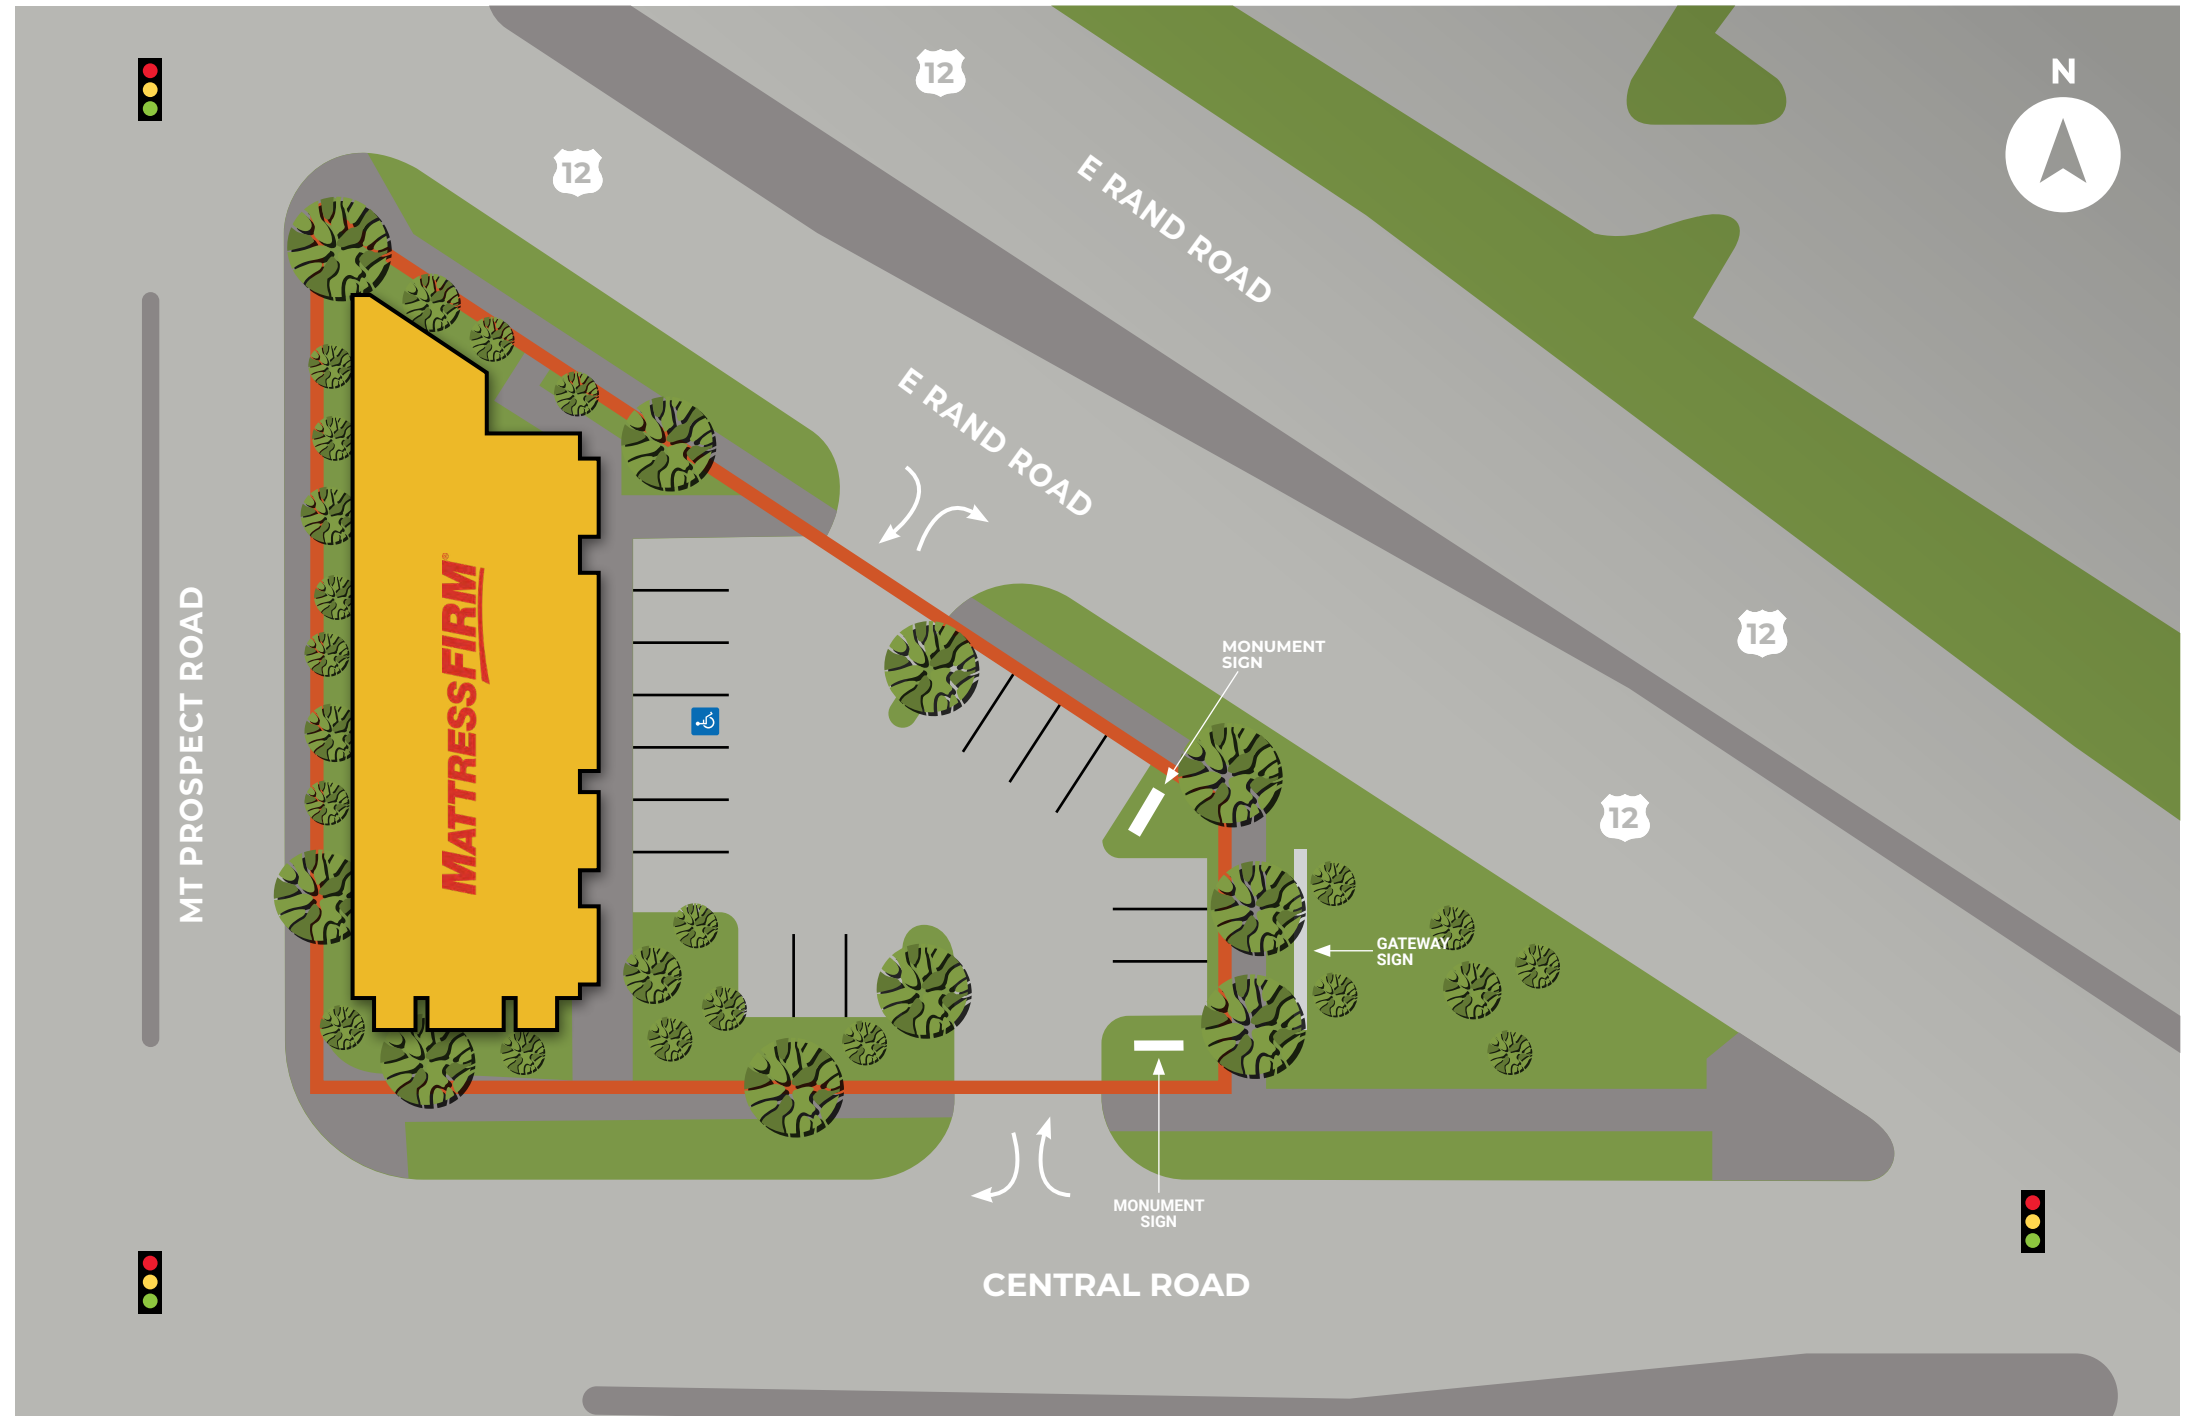 12
N
12
E RAND ROAD
E RAND ROAD
MATTRESSFIRM®
MT PROSPECT ROAD
MONUMENT
SIGN
12
12
GATEWAY
SIGN
MONUMENT
SIGN
CENTRAL ROAD